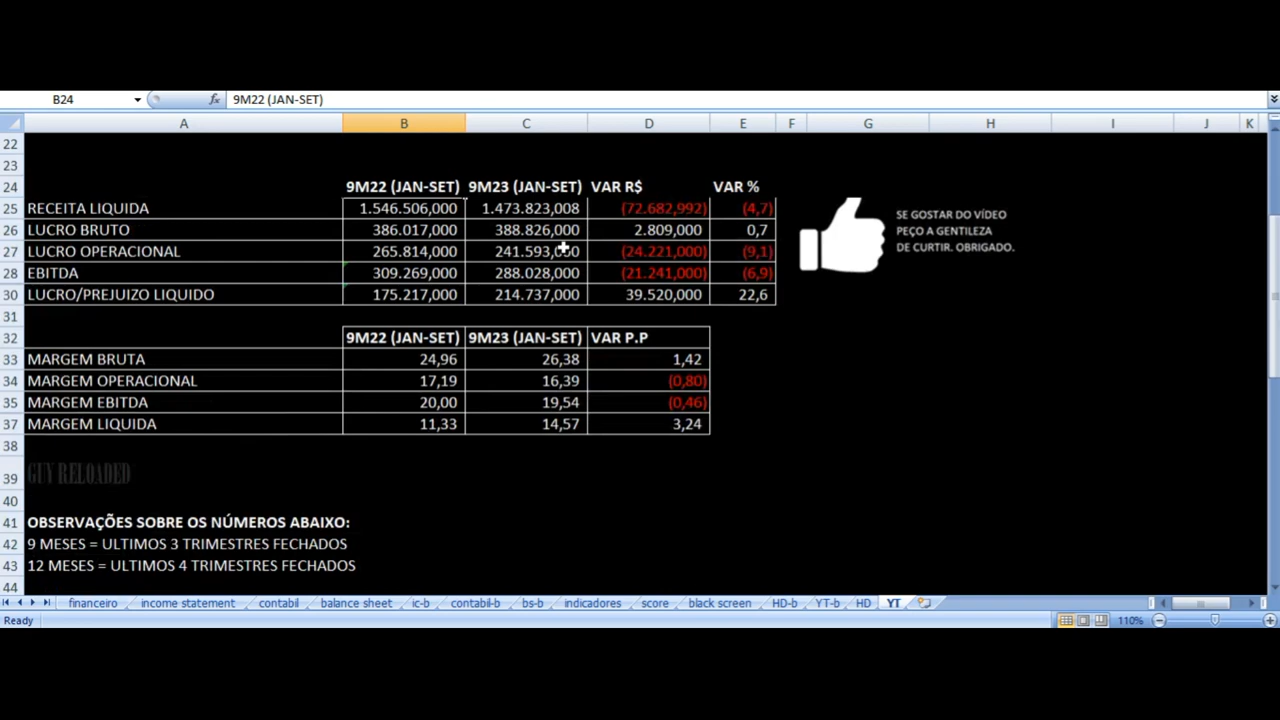 B24 fx 9M22 (JAN-SET)
A B C D E F G H I J K
22
23
24 9M22 (JAN-SET) 9M23 (JAN-SET) VAR R$ VAR %
25 RECEITA LIQUIDA 1.546.506,000 1.473.823,008 (72.682,992) (4,7)
26 LUCRO BRUTO 386.017,000 388.826,000 2.809,000 0,7
27 LUCRO OPERACIONAL 265.814,000 241.593,000 (24.221,000) (9,1)
28 EBITDA 309.269,000 288.028,000 (21.241,000) (6,9)
30 LUCRO/PREJUIZO LIQUIDO 175.217,000 214.737,000 39.520,000 22,6
SE GOSTAR DO VÍDEO
PEÇO A GENTILEZA
DE CURTIR. OBRIGADO.
31
32 9M22 (JAN-SET) 9M23 (JAN-SET) VAR P.P
33 MARGEM BRUTA 24,96 26,38 1,42
34 MARGEM OPERACIONAL 17,19 16,39 (0,80)
35 MARGEM EBITDA 20,00 19,54 (0,46)
37 MARGEM LIQUIDA 11,33 14,57 3,24
38
39 GUY RELOADED
40
41 OBSERVAÇÕES SOBRE OS NÚMEROS ABAIXO:
42 9 MESES = ULTIMOS 3 TRIMESTRES FECHADOS
43 12 MESES = ULTIMOS 4 TRIMESTRES FECHADOS
44
financeiro income statement contabil balance sheet ic-b contabil-b bs-b indicadores score black screen HD-b YT-b HD YT
Ready 110%